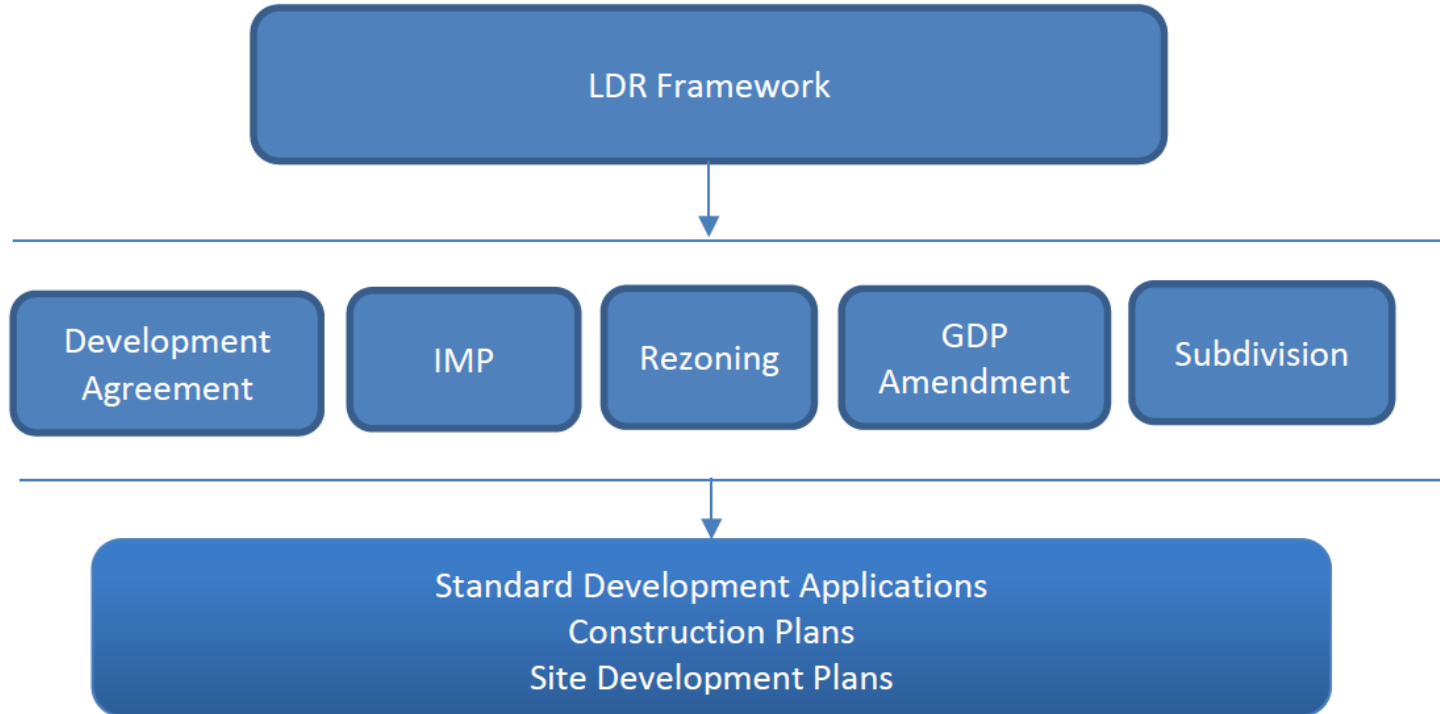 LDR Framework
Development
Agreement
IMP
Rezoning
GDP
Amendment
Subdivision
Standard Development Applications
Construction Plans
Site Development Plans